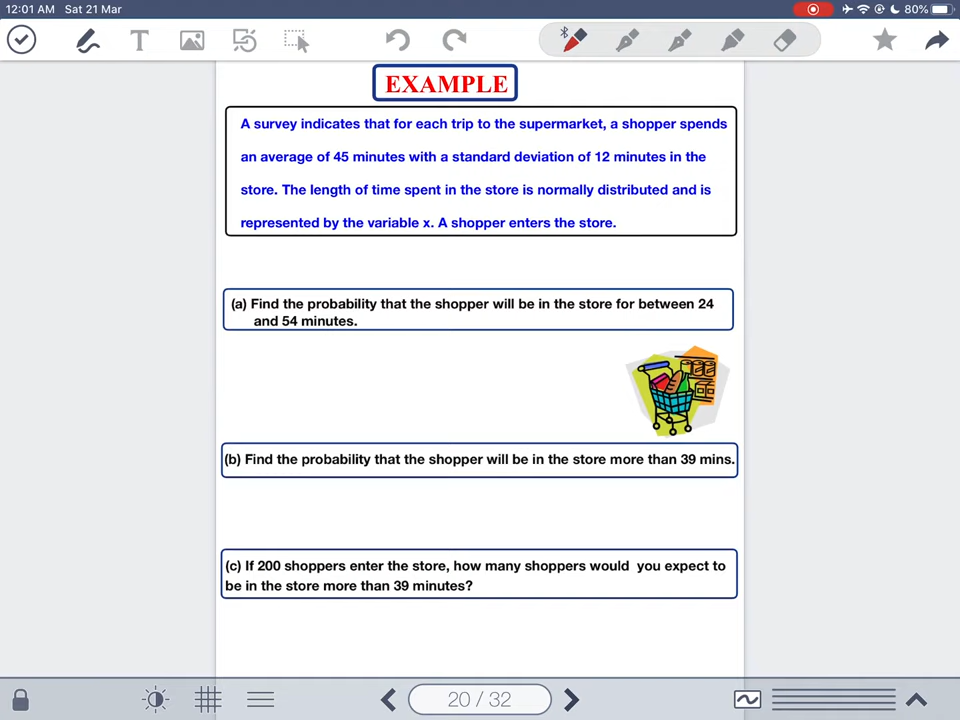 12:01 AM Sat 21 Mar 80%
T
EXAMPLE
A survey indicates that for each trip to the supermarket, a shopper spends
an average of 45 minutes with a standard deviation of 12 minutes in the
store. The length of time spent in the store is normally distributed and is
represented by the variable x. A shopper enters the store.
(a) Find the probability that the shopper will be in the store for between 24
and 54 minutes.
(b) Find the probability that the shopper will be in the store more than 39 mins.
(c) If 200 shoppers enter the store, how many shoppers would you expect to
be in the store more than 39 minutes?
20 / 32